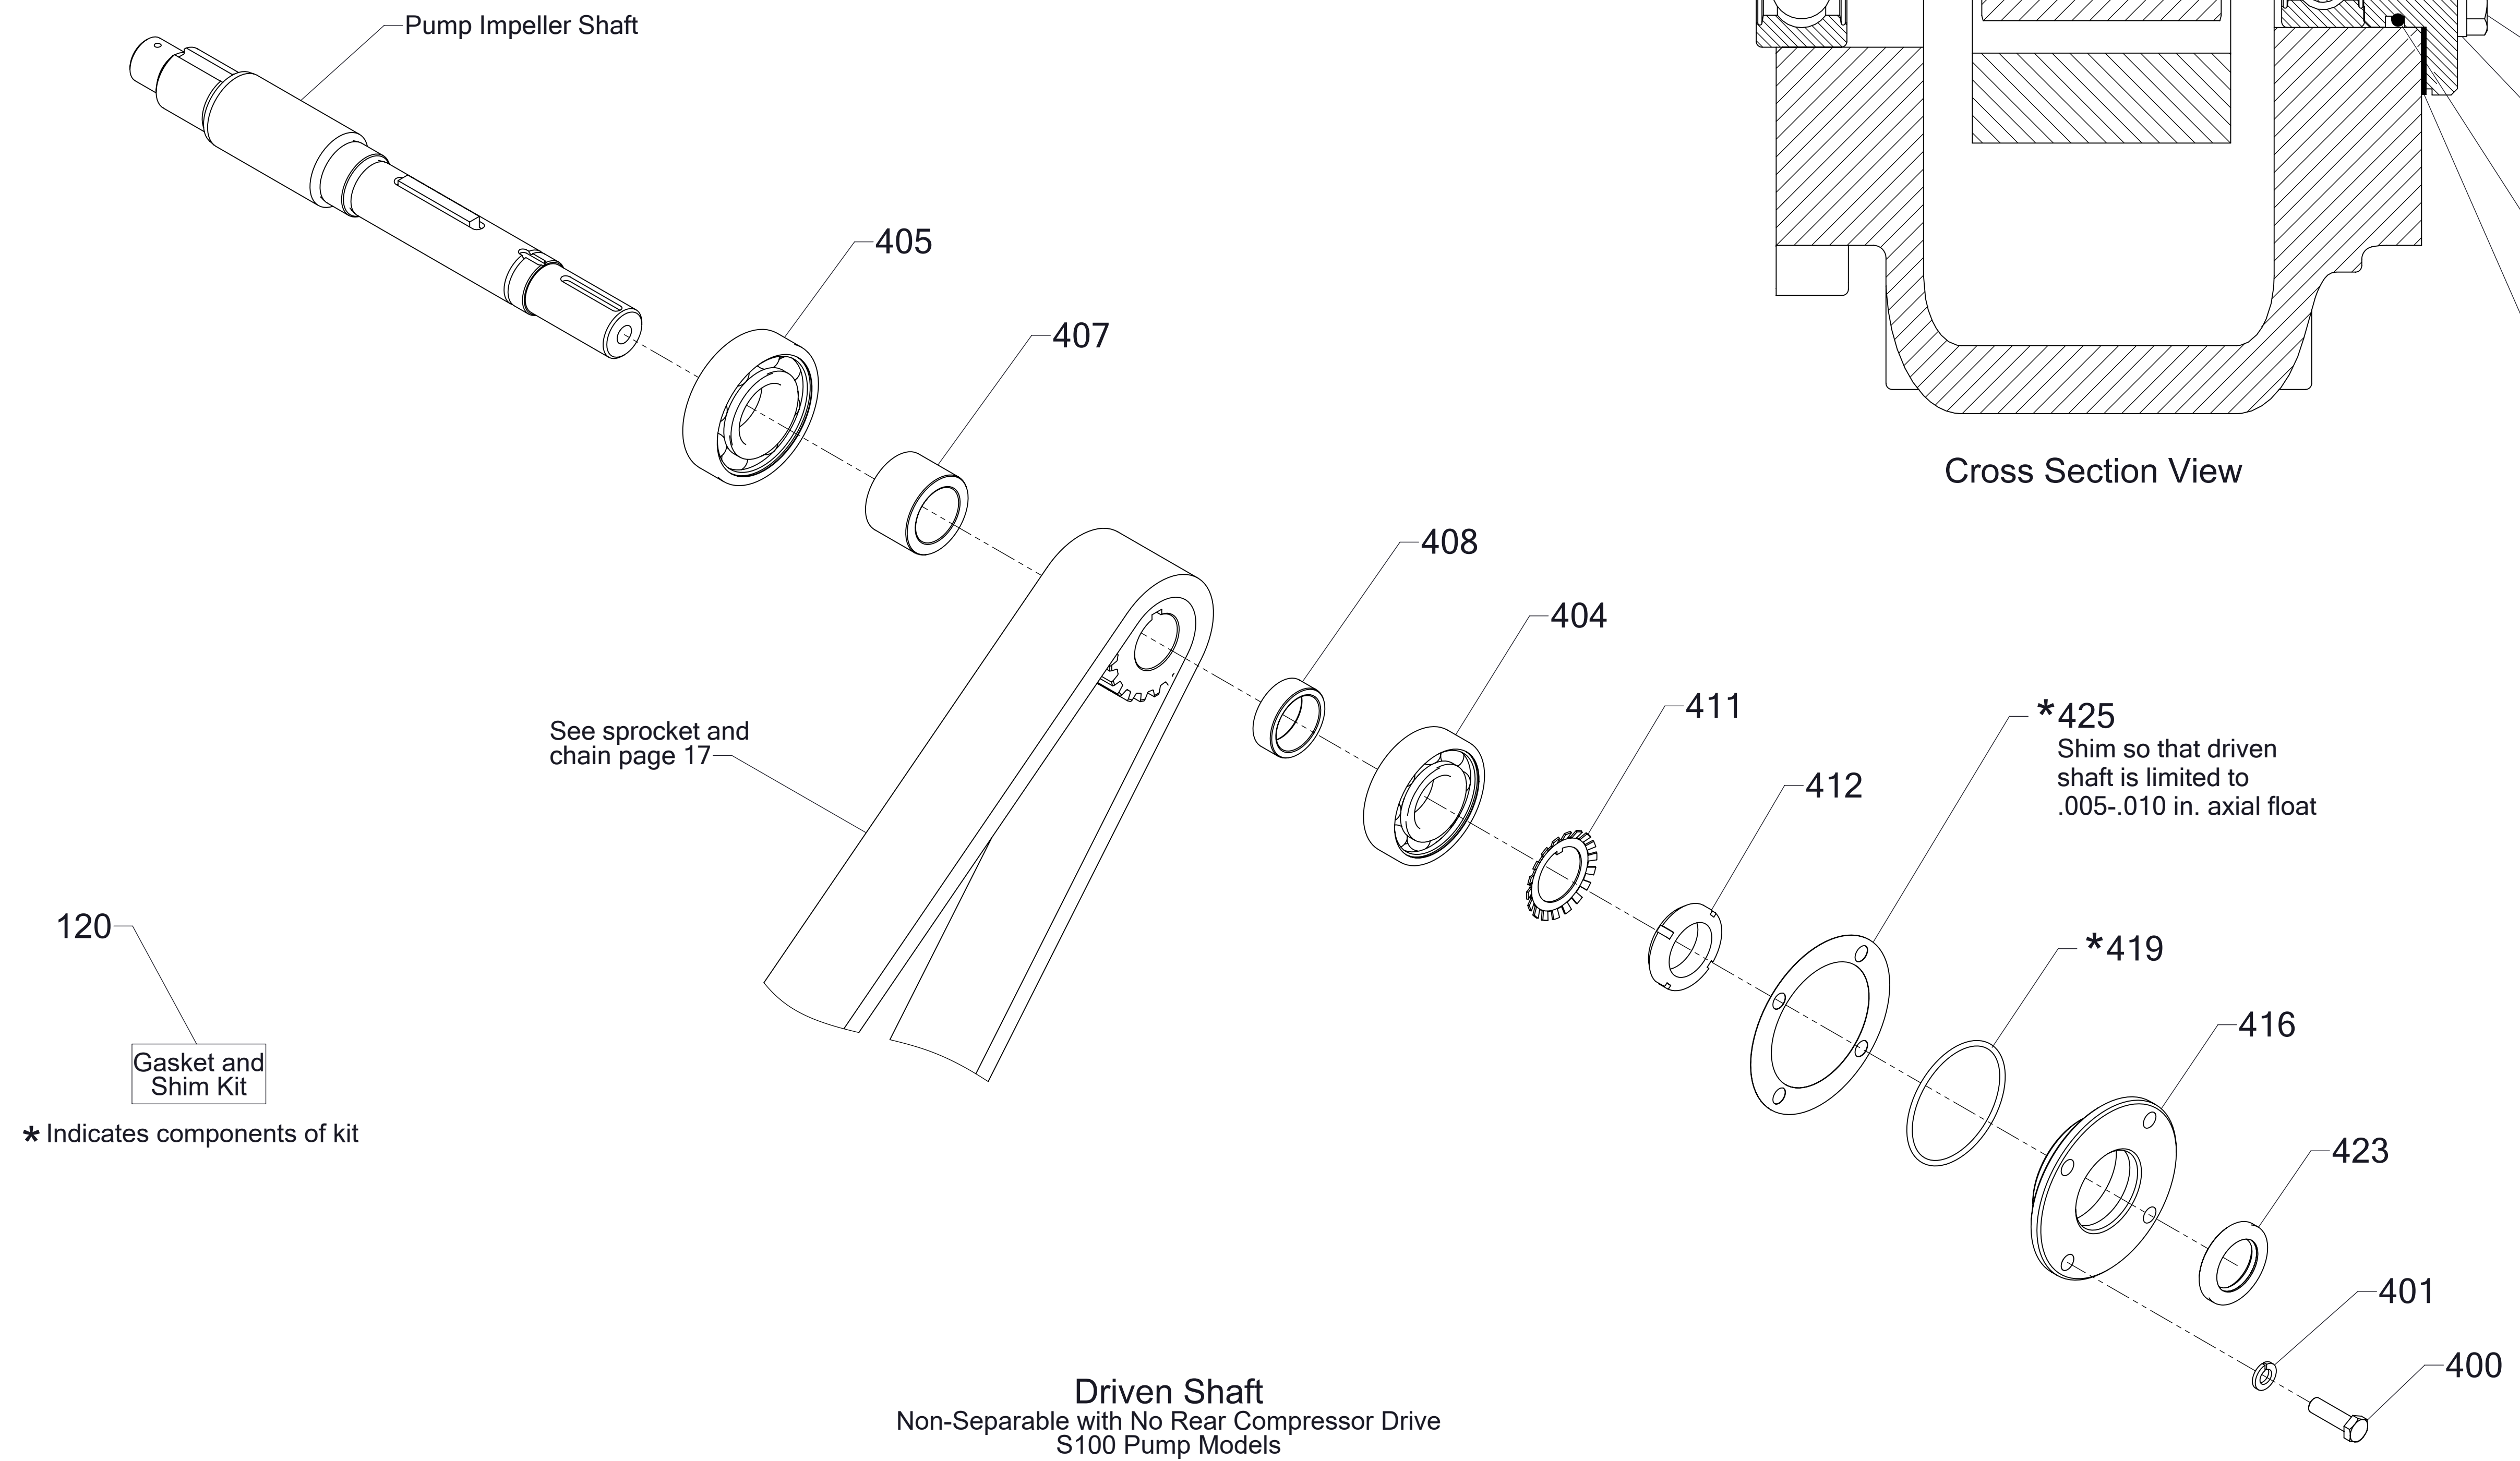 Pump Impeller Shaft
405
407
Cross Section View
408
404
411
*425
Shim so that driven
shaft is limited to
.005-.010 in. axial float
See sprocket and
chain page 17
412
120
*419
Gasket and
Shim Kit
416
* Indicates components of kit
423
401
400
Driven Shaft
Non-Separable with No Rear Compressor Drive
S100 Pump Models